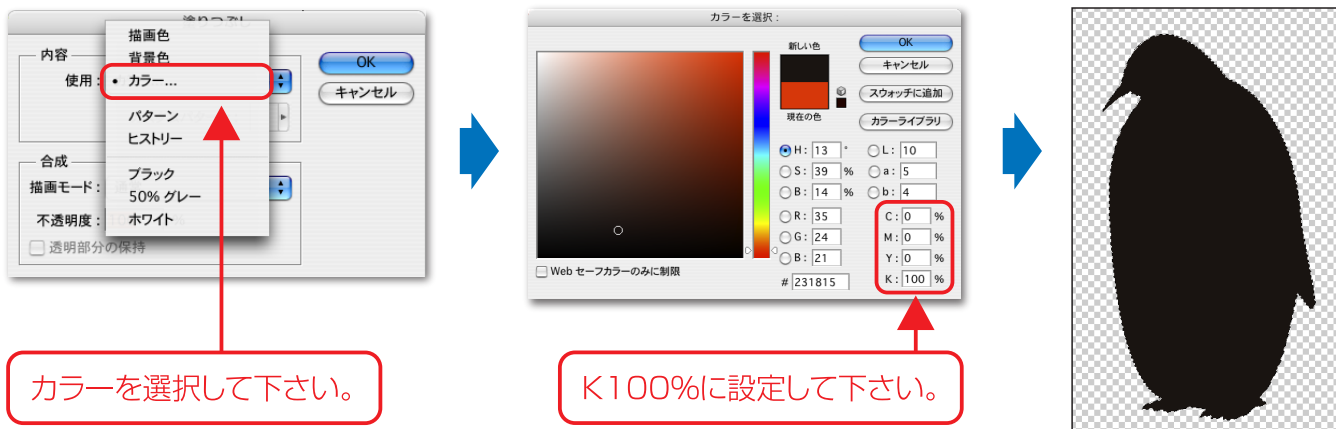 塗りつぶし
描画色
背景色
内容
使用：
• カラー...
パターン
ヒストリー
ブラック
50% グレー
ホワイト
OK
キャンセル
合成
描画モード：
不透明度：
透明部分の保持
カラーを選択して下さい。
カラーを選択：
新しい色
現在の色
OK
キャンセル
スウォッチに追加
カラーライブラリ
H： 13 °
S： 39 %
B： 14 %
R： 35
G： 24
B： 21
# 231815
L： 10
a： 5
b： 4
C： 0 %
M： 0 %
Y： 0 %
K： 100 %
Web セーフカラーのみに制限
K100%に設定して下さい。